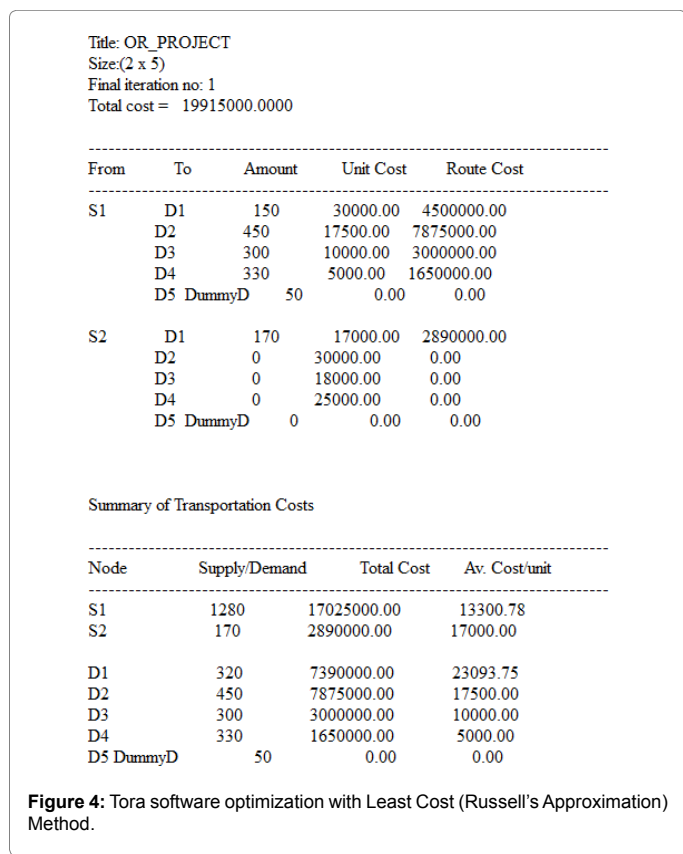 Title: OR_PROJECT
Size:(2 x 5)
Final iteration no: 1
Total cost = 19915000.0000
From To Amount Unit Cost Route Cost
S1 D1 150 30000.00 4500000.00
D2 450 17500.00 7875000.00
D3 300 10000.00 3000000.00
D4 330 5000.00 1650000.00
D5 DummyD 50 0.00 0.00
S2 D1 170 17000.00 2890000.00
D2 0 30000.00 0.00
D3 0 18000.00 0.00
D4 0 25000.00 0.00
D5 DummyD 0 0.00 0.00
Summary of Transportation Costs
Node Supply/Demand Total Cost Av. Cost/unit
S1 1280 17025000.00 13300.78
S2 170 2890000.00 17000.00
D1 320 7390000.00 23093.75
D2 450 7875000.00 17500.00
D3 300 3000000.00 10000.00
D4 330 1650000.00 5000.00
D5 DummyD 50 0.00 0.00
Figure 4: Tora software optimization with Least Cost (Russell's Approximation)
Method.